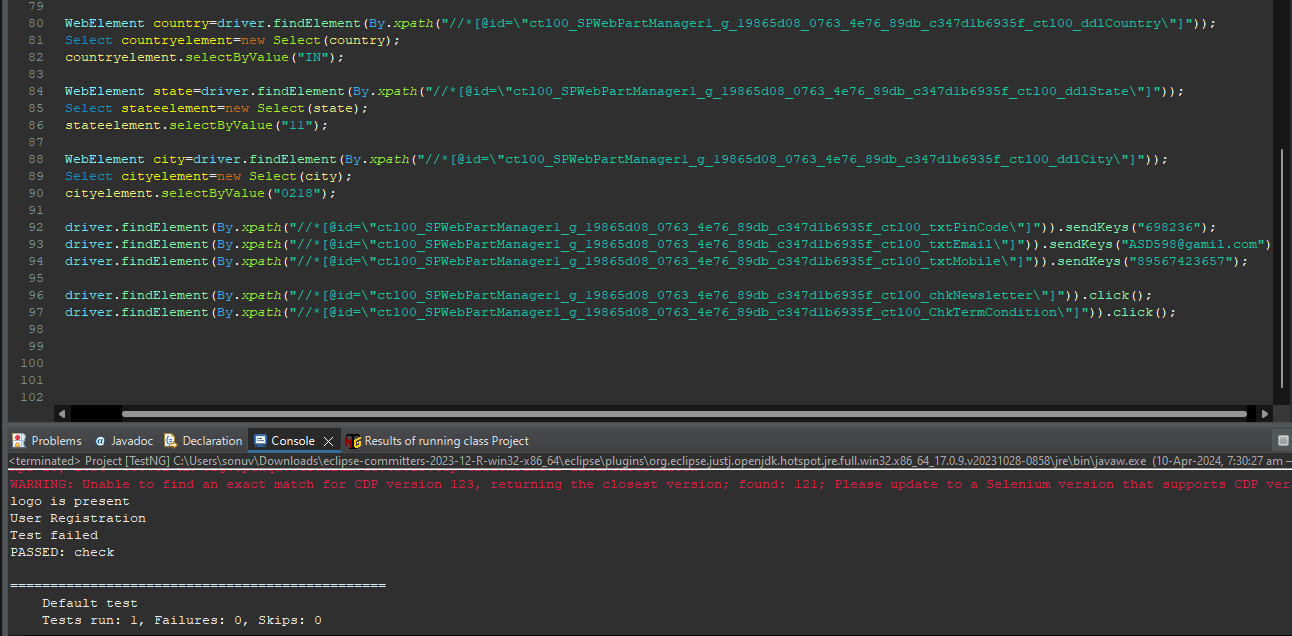 79
80 WebElement country=driver.findElement(By.xpath("//*[@id=\"ctl00_SPWebPartManager1_g_19865d08_0763_4e76_89db_c347d1b6935f_ctl00_ddlCountry\"]"));
81 Select countryelement=new Select(country);
82 countryelement.selectByValue("IN");
83
84 WebElement state=driver.findElement(By.xpath("//*[@id=\"ctl00_SPWebPartManager1_g_19865d08_0763_4e76_89db_c347d1b6935f_ctl00_ddlState\"]"));
85 Select stateelement=new Select(state);
86 stateelement.selectByValue("11");
87
88 WebElement city=driver.findElement(By.xpath("//*[@id=\"ctl00_SPWebPartManager1_g_19865d08_0763_4e76_89db_c347d1b6935f_ctl00_ddlCity\"]"));
89 Select cityelement=new Select(city);
90 cityelement.selectByValue("0218");
91
92 driver.findElement(By.xpath("//*[@id=\"ctl00_SPWebPartManager1_g_19865d08_0763_4e76_89db_c347d1b6935f_ctl00_txtPinCode\"]")).sendKeys("698236");
93 driver.findElement(By.xpath("//*[@id=\"ctl00_SPWebPartManager1_g_19865d08_0763_4e76_89db_c347d1b6935f_ctl00_txtEmail\"]")).sendKeys("ASD598@gamil.com")
94 driver.findElement(By.xpath("//*[@id=\"ctl00_SPWebPartManager1_g_19865d08_0763_4e76_89db_c347d1b6935f_ctl00_txtMobile\"]")).sendKeys("89567423657");
95
96 driver.findElement(By.xpath("//*[@id=\"ctl00_SPWebPartManager1_g_19865d08_0763_4e76_89db_c347d1b6935f_ctl00_chkNewsletter\"]")).click();
97 driver.findElement(By.xpath("//*[@id=\"ctl00_SPWebPartManager1_g_19865d08_0763_4e76_89db_c347d1b6935f_ctl00_ChkTermCondition\"]")).click();
98
99
100
101
102
Problems @ Javadoc Declaration Console Results of running class Project
<terminated> Project [TestNG] C:\Users\sonuv\Downloads\eclipse-committers-2023-12-R-win32-x86_64\eclipse\plugins\org.eclipse.justj.openjdk.hotspot.jre.full.win32.x86_64_17.0.9.v20231028-0858\jre\bin\javaw.exe (10-Apr-2024, 7:30:27 am –
WARNING: Unable to find an exact match for CDP version 123, returning the closest version; found: 121; Please update to a Selenium version that supports CDP ver
logo is present
User Registration
Test failed
PASSED: check
===============================================
Default test
Tests run: 1, Failures: 0, Skips: 0